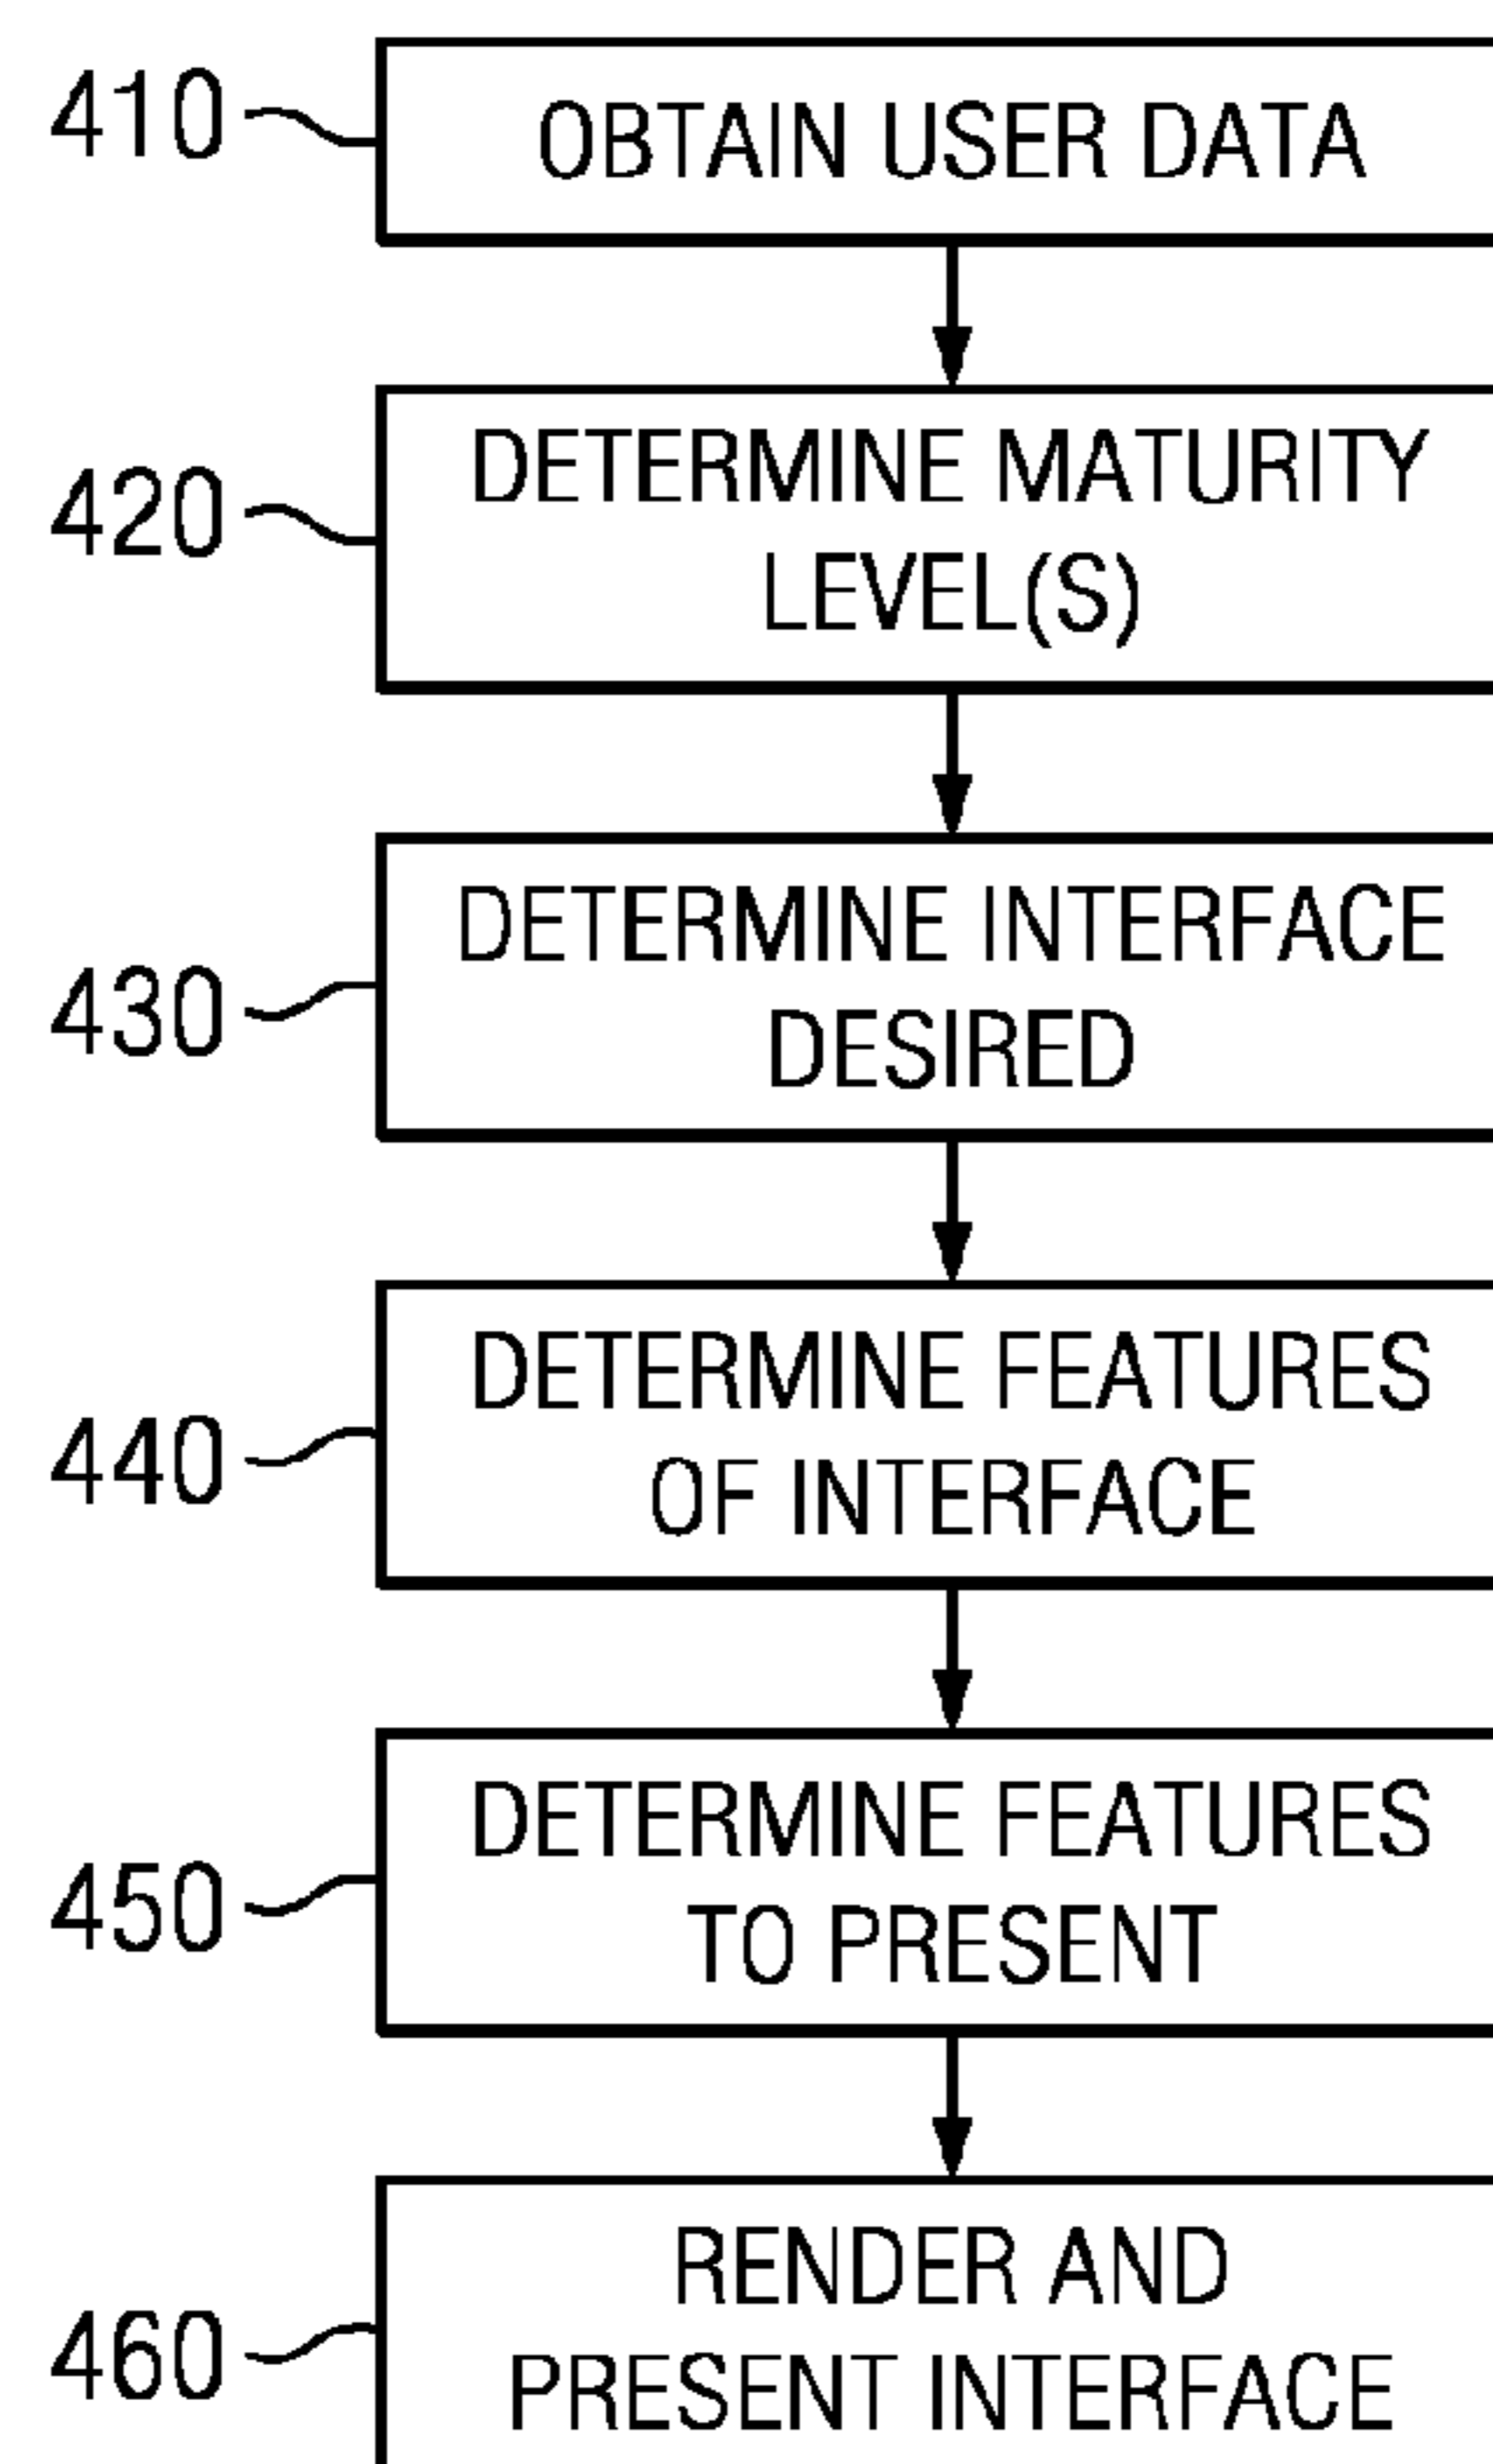 410
OBTAIN USER DATA
420
DETERMINE MATURITY
LEVEL(S)
430
DETERMINE INTERFACE
DESIRED
440
DETERMINE FEATURES
OF INTERFACE
450
DETERMINE FEATURES
TO PRESENT
460
RENDER AND
PRESENT INTERFACE